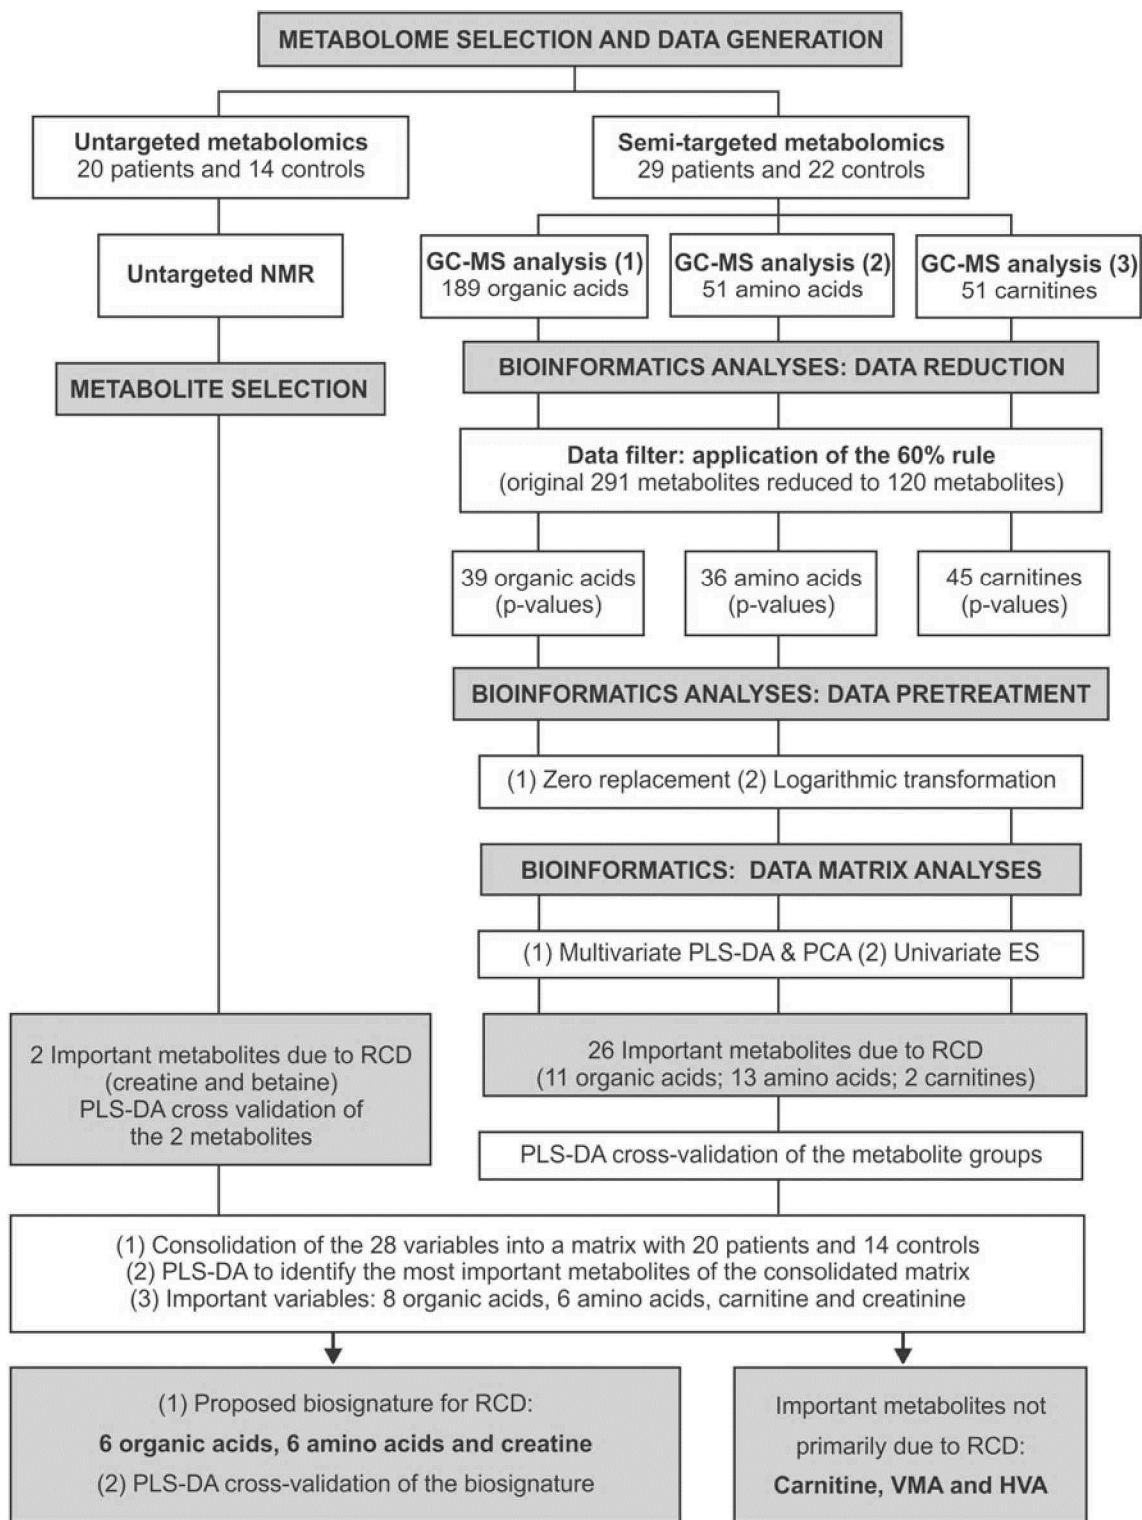 METABOLOME SELECTION AND DATA GENERATION
Untargeted metabolomics
20 patients and 14 controls
Semi-targeted metabolomics
29 patients and 22 controls
Untargeted NMR
GC-MS analysis (1)
189 organic acids
GC-MS analysis (2)
51 amino acids
GC-MS analysis (3)
51 carnitines
METABOLITE SELECTION
BIOINFORMATICS ANALYSES: DATA REDUCTION
Data filter: application of the 60% rule
(original 291 metabolites reduced to 120 metabolites)
39 organic acids
(p-values)
36 amino acids
(p-values)
45 carnitines
(p-values)
BIOINFORMATICS ANALYSES: DATA PRETREATMENT
(1) Zero replacement (2) Logarithmic transformation
BIOINFORMATICS: DATA MATRIX ANALYSES
(1) Multivariate PLS-DA & PCA (2) Univariate ES
2 Important metabolites due to RCD
(creatine and betaine)
PLS-DA cross validation of
the 2 metabolites
26 Important metabolites due to RCD
(11 organic acids; 13 amino acids; 2 carnitines)
PLS-DA cross-validation of the metabolite groups
(1) Consolidation of the 28 variables into a matrix with 20 patients and 14 controls
(2) PLS-DA to identify the most important metabolites of the consolidated matrix
(3) Important variables: 8 organic acids, 6 amino acids, carnitine and creatinine
(1) Proposed biosignature for RCD:
6 organic acids, 6 amino acids and creatine
(2) PLS-DA cross-validation of the biosignature
Important metabolites not
primarily due to RCD:
Carnitine, VMA and HVA